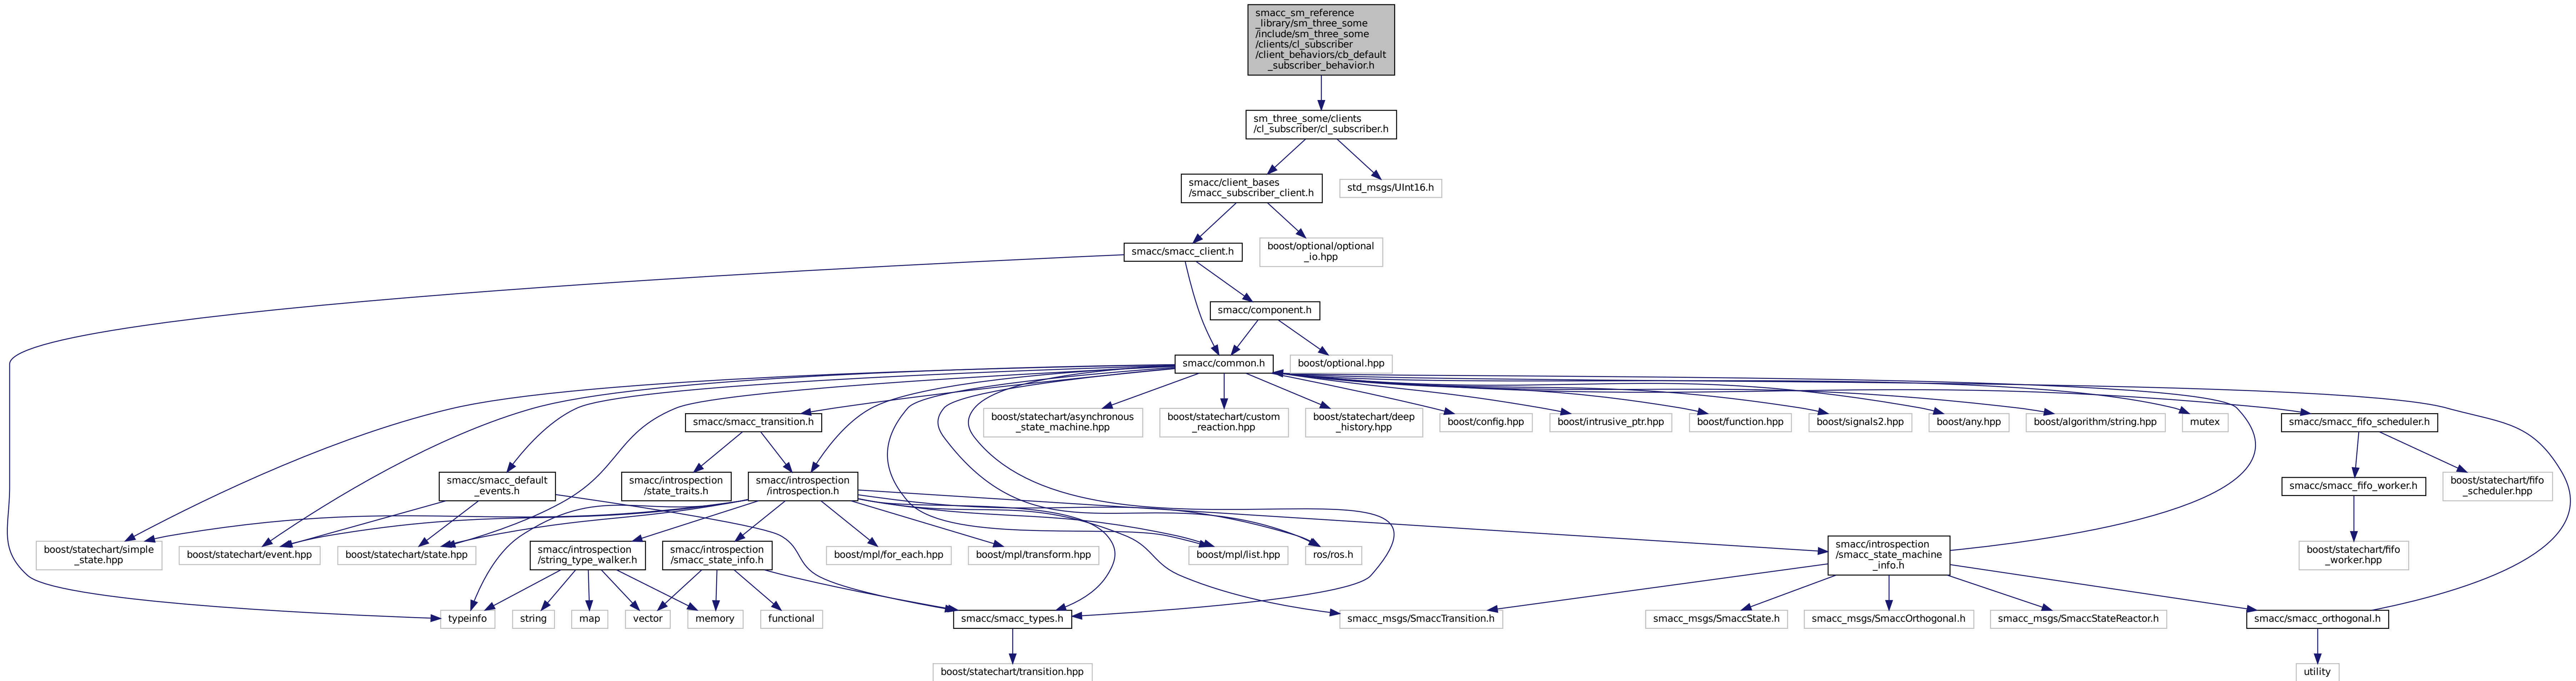 smacc_sm_reference
_library/sm_three_some
/include/sm_three_some
/clients/cl_subscriber
/client_behaviors/cb_default
_subscriber_behavior.h
sm_three_some/clients
/cl_subscriber/cl_subscriber.h
smacc/client_bases
/smacc_subscriber_client.h
std_msgs/UInt16.h
smacc/smacc_client.h
boost/optional/optional
_io.hpp
smacc/component.h
smacc/common.h
boost/optional.hpp
smacc/smacc_transition.h
boost/statechart/asynchronous
_state_machine.hpp
boost/statechart/custom
_reaction.hpp
boost/statechart/deep
_history.hpp
boost/config.hpp
boost/intrusive_ptr.hpp
boost/function.hpp
boost/signals2.hpp
boost/any.hpp
boost/algorithm/string.hpp
mutex
smacc/smacc_fifo_scheduler.h
smacc/smacc_default
_events.h
smacc/introspection
/state_traits.h
smacc/introspection
/introspection.h
smacc/smacc_fifo_worker.h
boost/statechart/fifo
_scheduler.hpp
boost/statechart/simple
_state.hpp
boost/statechart/event.hpp
boost/statechart/state.hpp
smacc/introspection
/string_type_walker.h
smacc/introspection
/smacc_state_info.h
boost/mpl/for_each.hpp
boost/mpl/transform.hpp
boost/mpl/list.hpp
ros/ros.h
smacc/introspection
/smacc_state_machine
_info.h
boost/statechart/fifo
_worker.hpp
typeinfo
string
map
vector
memory
functional
smacc/smacc_types.h
smacc_msgs/SmaccTransition.h
smacc_msgs/SmaccState.h
smacc_msgs/SmaccOrthogonal.h
smacc_msgs/SmaccStateReactor.h
smacc/smacc_orthogonal.h
boost/statechart/transition.hpp
utility